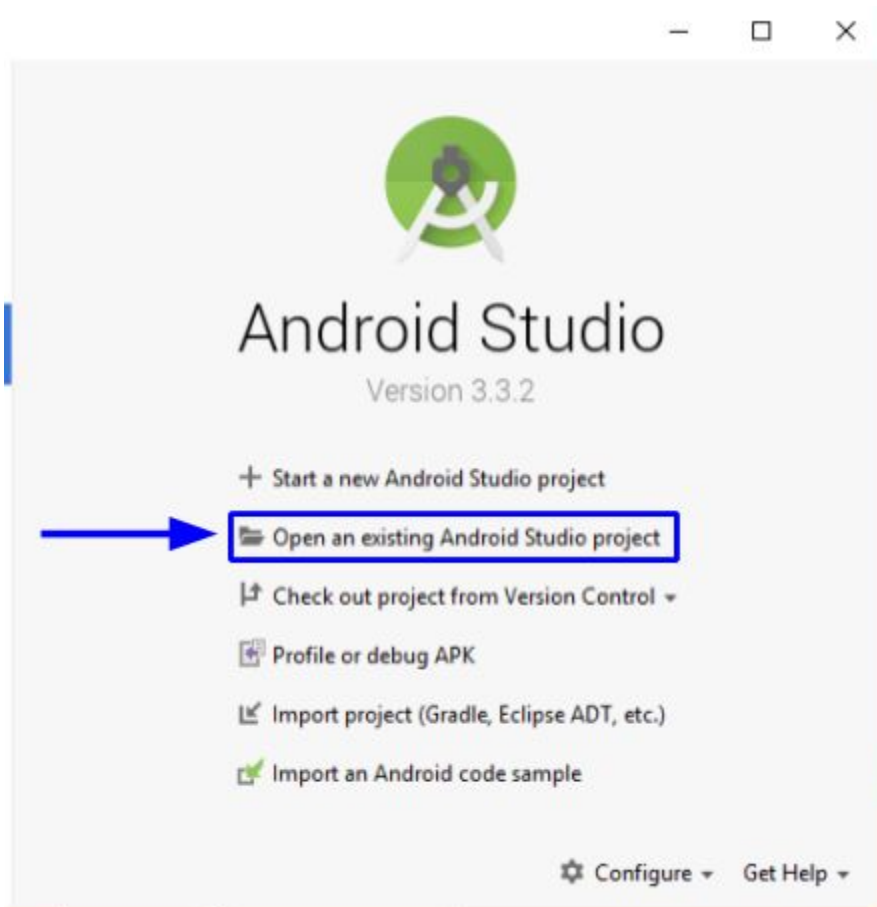 Android Studio
Version 3.3.2
Start a new Android Studio project
Open an existing Android Studio project
Check out project from Version Control
Profile or debug APK
Import project (Gradle, Eclipse ADT, etc.)
Import an Android code sample
Configure Get Help